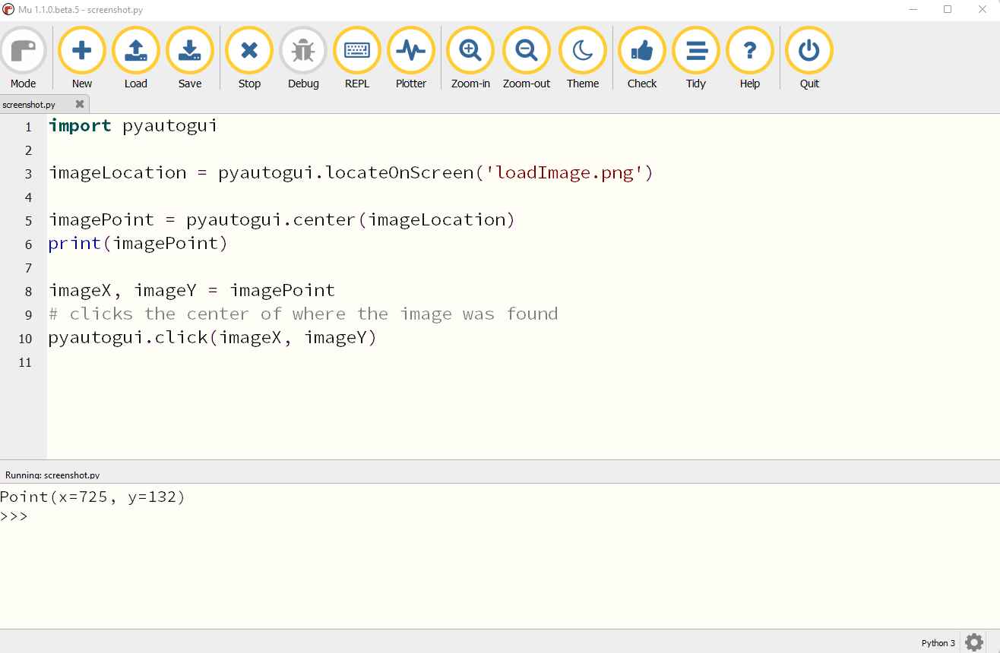 Mu 1.1.0.beta.5 - screenshot.py
Mode New Load Save Stop Debug REPL Plotter Zoom-in Zoom-out Theme Check Tidy Help Quit
screenshot.py
1 import pyautogui
2
3 imageLocation = pyautogui.locateOnScreen('loadImage.png')
4
5 imagePoint = pyautogui.center(imageLocation)
6 print(imagePoint)
7
8 imageX, imageY = imagePoint
9 # clicks the center of where the image was found
10 pyautogui.click(imageX, imageY)
11
Running: screenshot.py
Point(x=725, y=132)
>>>
Python 3